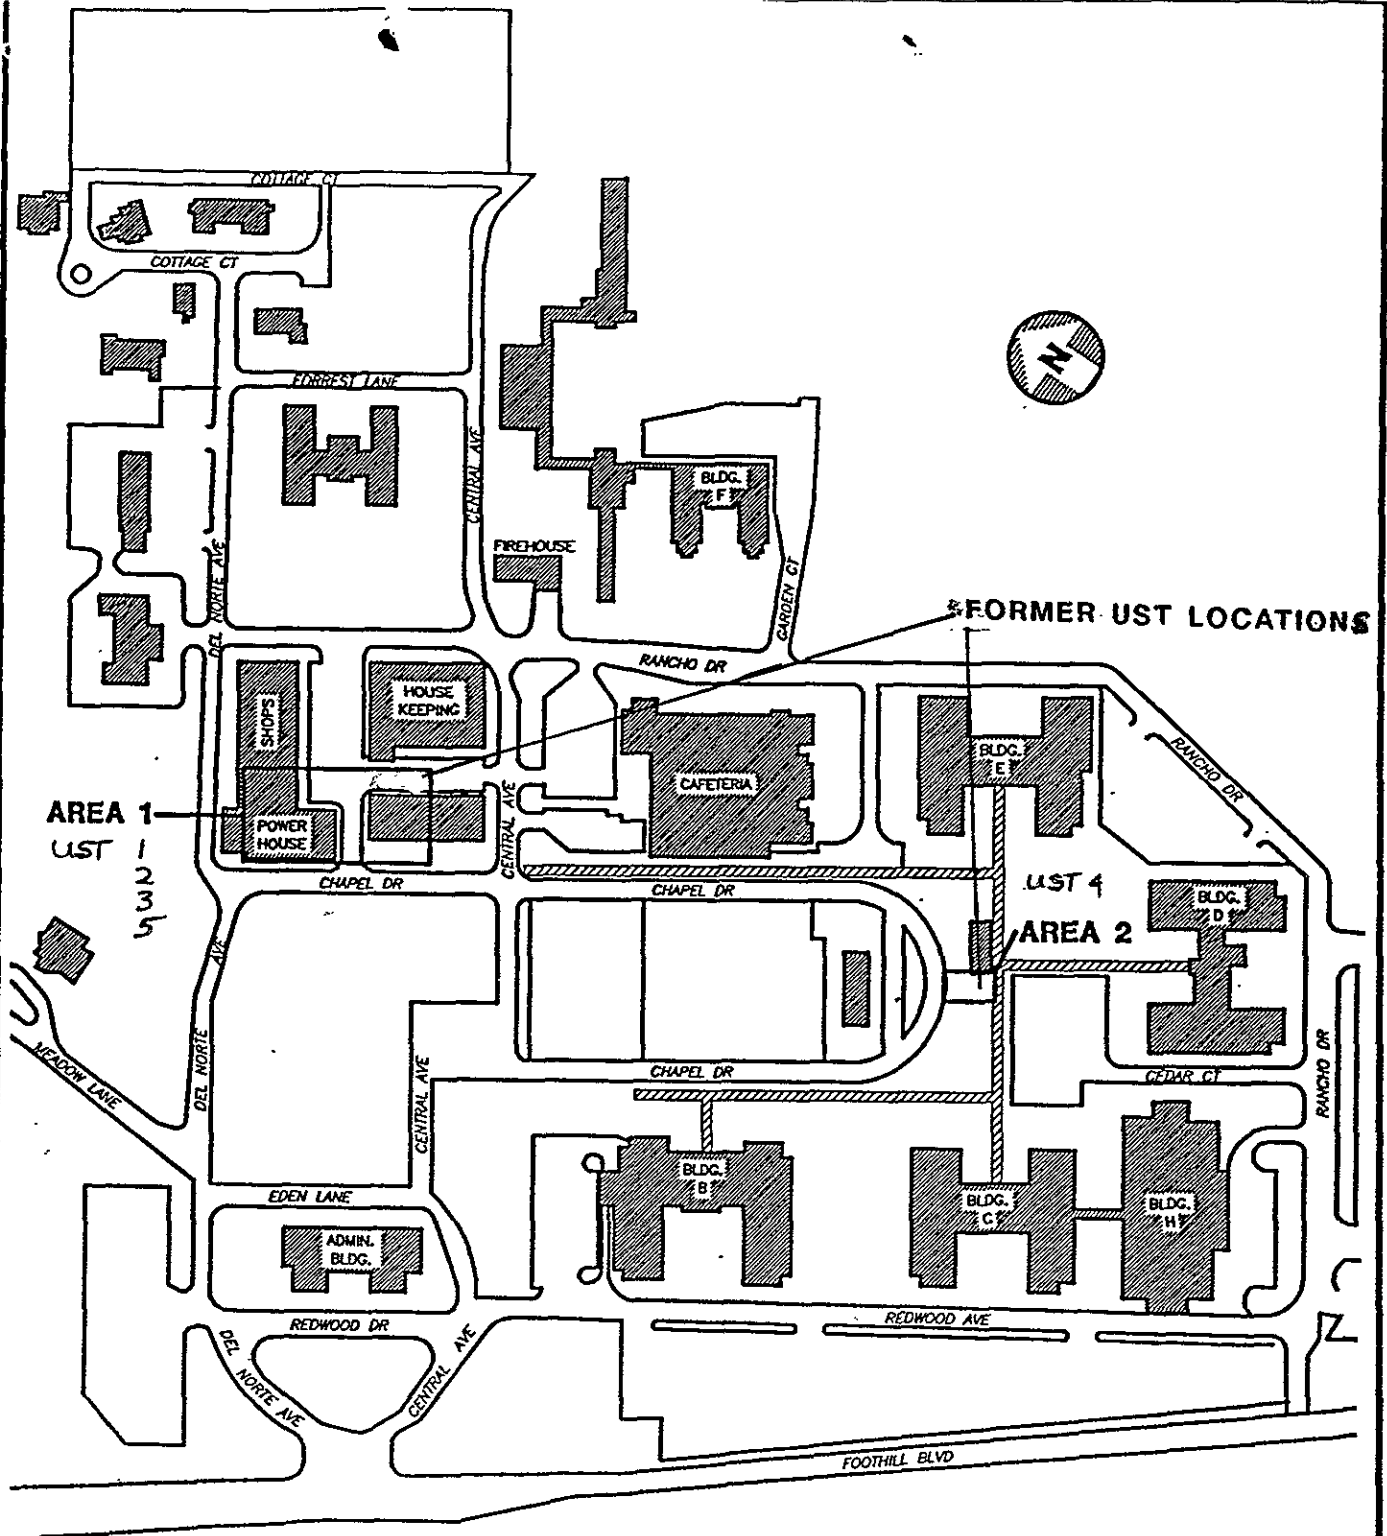 COTTAGE CT
COTTAGE CT
N
FORREST LANE
CENTRAL AVE
BLDG.
F
FIREHOUSE
DEL NORTE AVE
GARDEN CT
FORMER UST LOCATIONS
RANCHO DR
SHOPS
HOUSE
KEEPING
BLDG.
E
RANCHO DR
CAFETERIA
CENTRAL AVE
AREA 1
UST 1
2
3
5
POWER
HOUSE
CHAPEL DR
CHAPEL DR
UST 4
BLDG.
D
AREA 2
DEL NORTE AVE
MEADOW LANE
CENTRAL AVE
CHAPEL DR
CEDAR CT
RANCHO DR
BLDG.
B
BLDG.
C
BLDG.
H
EDEN LANE
ADMIN.
BLDG.
REDWOOD DR
REDWOOD AVE
DEL NORTE AVE
CENTRAL AVE
FOOTHILL BLVD